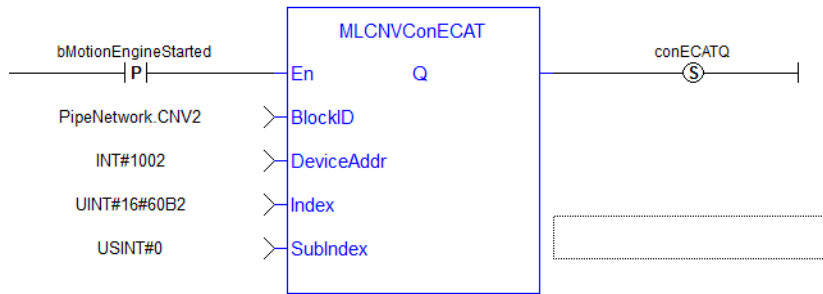 MLCNVConECAT
bMotionEngineStarted
conECATQ
P
En
Q
S
PipeNetwork.CNV2
BlockID
INT#1002
DeviceAddr
UINT#16#60B2
Index
USINT#0
SubIndex